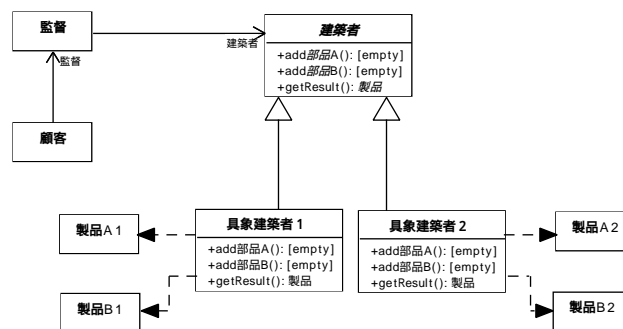 監督
建築者
建築者
監督
+add部品A(): [empty]
+add部品B(): [empty]
+getResult(): 製品
顧客
具象建築者1
+add部品A(): [empty]
+add部品B(): [empty]
+getResult(): 製品
具象建築者2
+add部品A(): [empty]
+add部品B(): [empty]
+getResult(): 製品
製品A1
製品B1
製品A2
製品B2